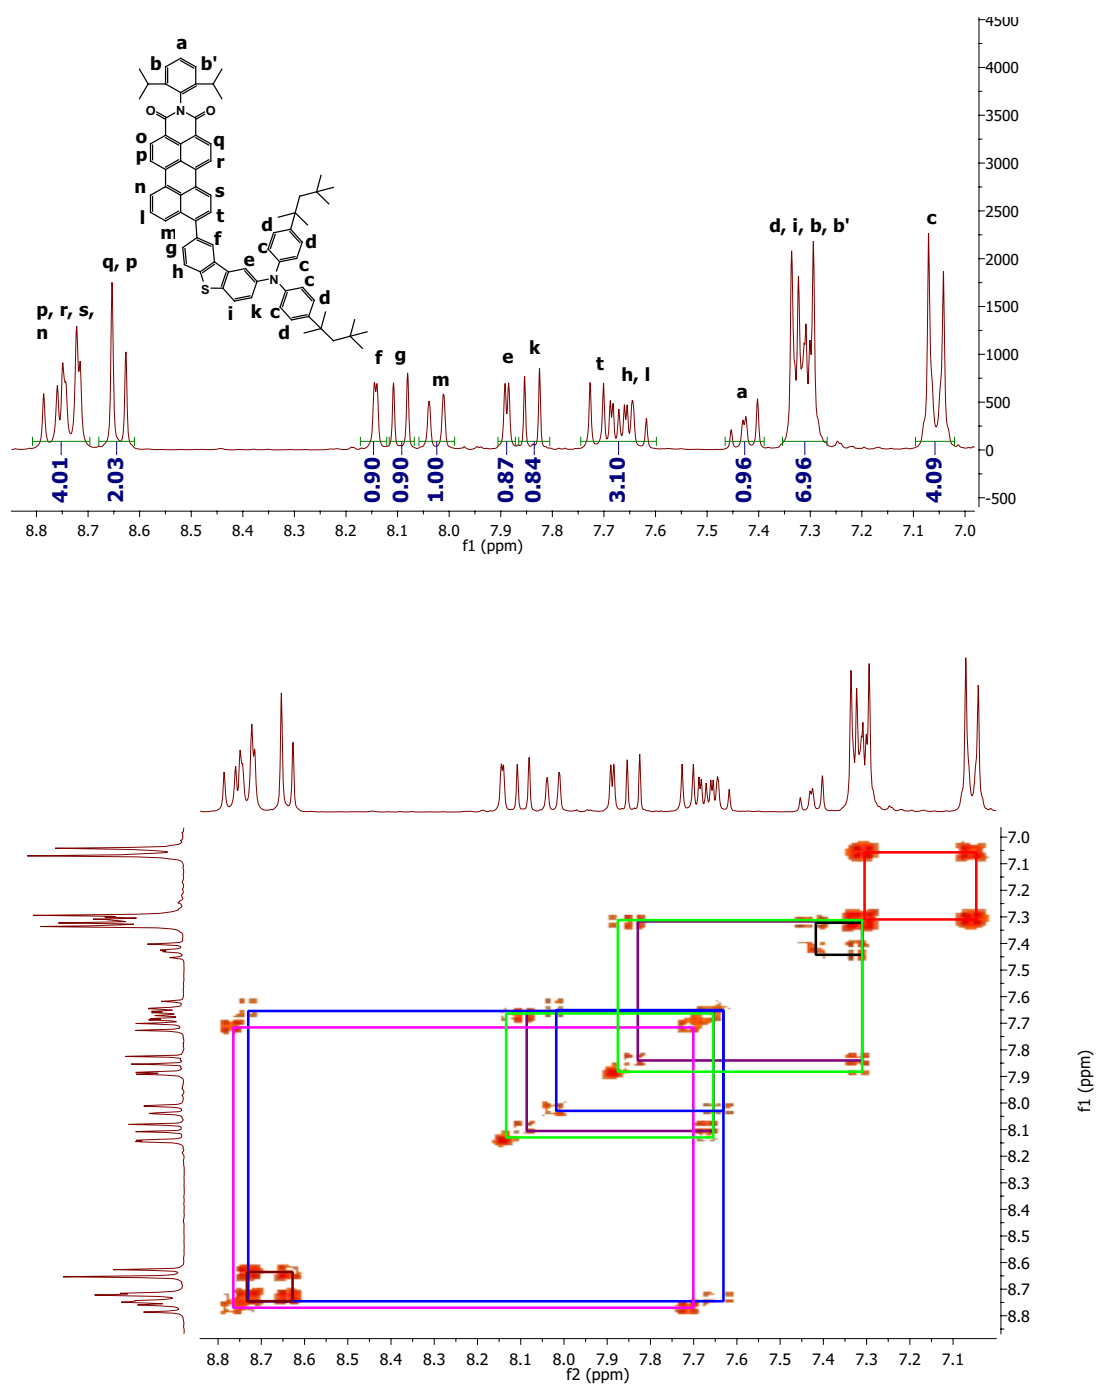 a
b b'
O N O
o q
p r
n s
l t
m f
g
h e
S N
i k
d d
c c
c c
d d
p, r, s,
n
q, p
f
g
m
e
k
t
h, l
a
d, i, b, b'
c
4500
4000
3500
3000
2500
2000
1500
1000
500
0
-500
4.01 2.03 0.90 0.90 1.00 0.87 0.84 3.10 0.96 6.96 4.09
8.8 8.7 8.6 8.5 8.4 8.3 8.2 8.1 8.0 7.9 7.8 7.7 7.6 7.5 7.4 7.3 7.2 7.1 7.0
f1 (ppm)
7.0
7.1
7.2
7.3
7.4
7.5
7.6
7.7
7.8
7.9
8.0
8.1
8.2
8.3
8.4
8.5
8.6
8.7
8.8
f1 (ppm)
8.8 8.7 8.6 8.5 8.4 8.3 8.2 8.1 8.0 7.9 7.8 7.7 7.6 7.5 7.4 7.3 7.2 7.1
f2 (ppm)